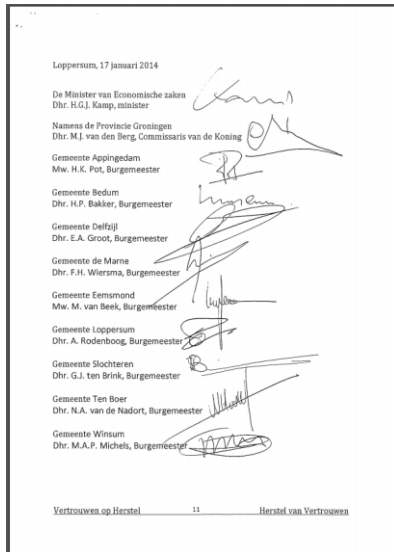 Loppersum, 17 januari 2014
De Minister van Economische zaken
Dhr. H.G.J. Kamp, minister
Namens de Provincie Groningen
Dhr. M.J. van den Berg, Commissaris van de Koning
Gemeente Appingedam
Mw. H.K. Pot, Burgemeester
Gemeente Bedum
Dhr. H.P. Bakker, Burgemeester
Gemeente Delfzijl
Dhr. E.A. Groot, Burgemeester
Gemeente de Marne
Dhr. F.H. Wiersma, Burgemeester
Gemeente Eemsmond
Mw. M. van Beek, Burgemeester
Gemeente Loppersum
Dhr. A. Rodenboog, Burgemeester
Gemeente Slochteren
Dhr. G.J. ten Brink, Burgemeester
Gemeente Ten Boer
Dhr. N.A. van de Nadort, Burgemeester
Gemeente Winsum
Dhr. M.A.P. Michels, Burgemeester
Vertrouwen op Herstel 11 Herstel van Vertrouwen